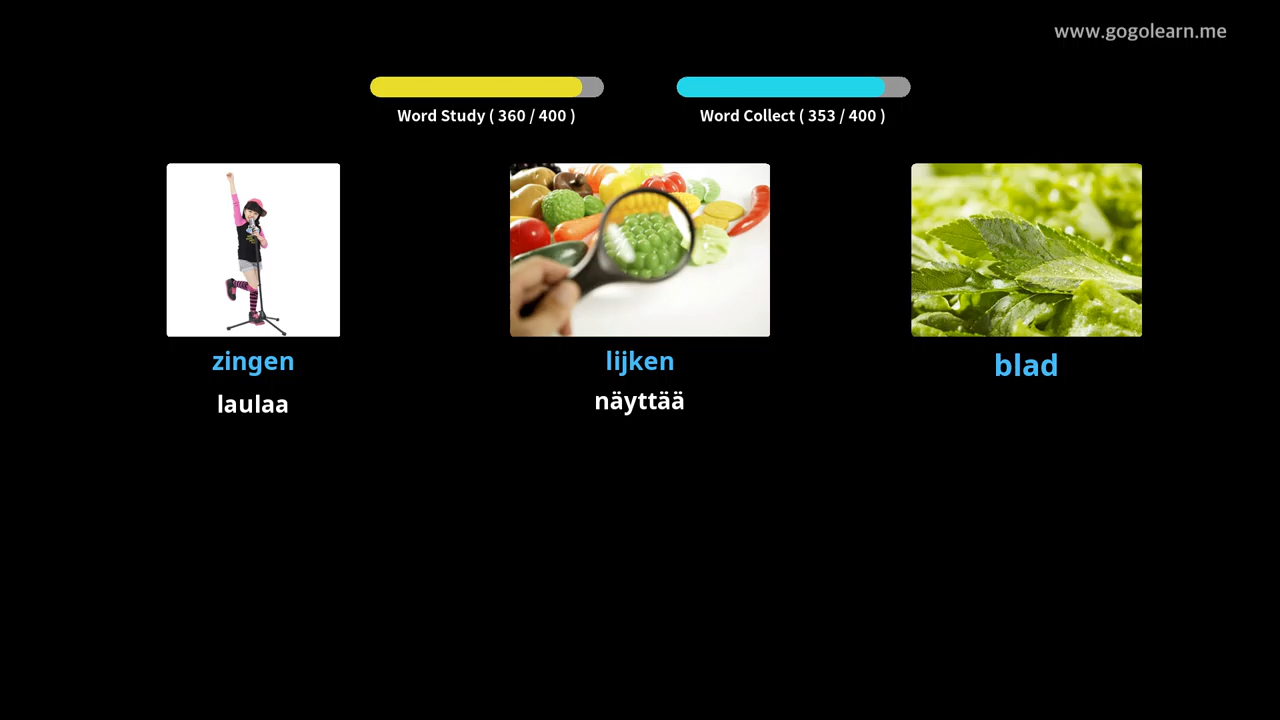 www.gogolearn.me
Word Study ( 360 / 400 )
Word Collect ( 353 / 400 )
zingen
lijken
blad
laulaa
näyttää